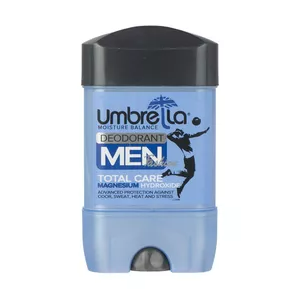 Umbrella
MOISTURE BALANCE
DEODORANT
MEN
TOTAL CARE
MAGNESIUM HYDROXIDE
ADVANCED PROTECTION AGAINST
ODOR, SWEAT, HEAT AND STRESS